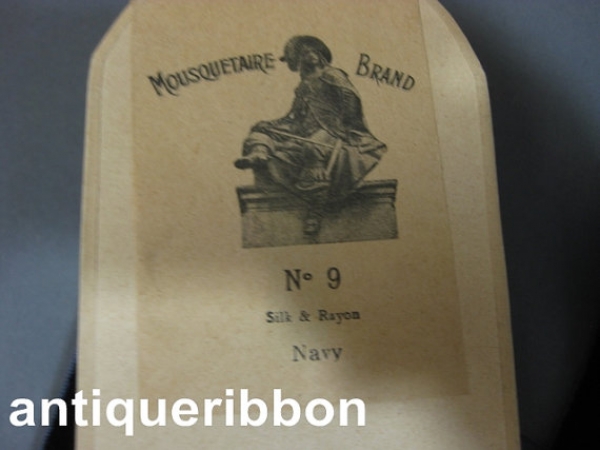 MOUSQUETAIRE BRAND
No 9
Silk & Rayon
Navy
antiqueribbon